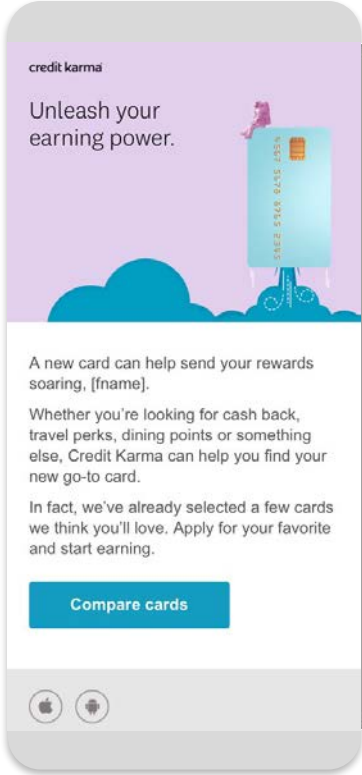 credit karma
Unleash your
earning power.
A new card can help send your rewards
soaring, [fname].
Whether you’re looking for cash back,
travel perks, dining points or something
else, Credit Karma can help you find your
new go-to card.
In fact, we’ve already selected a few cards
we think you’ll love. Apply for your favorite
and start earning.
Compare cards